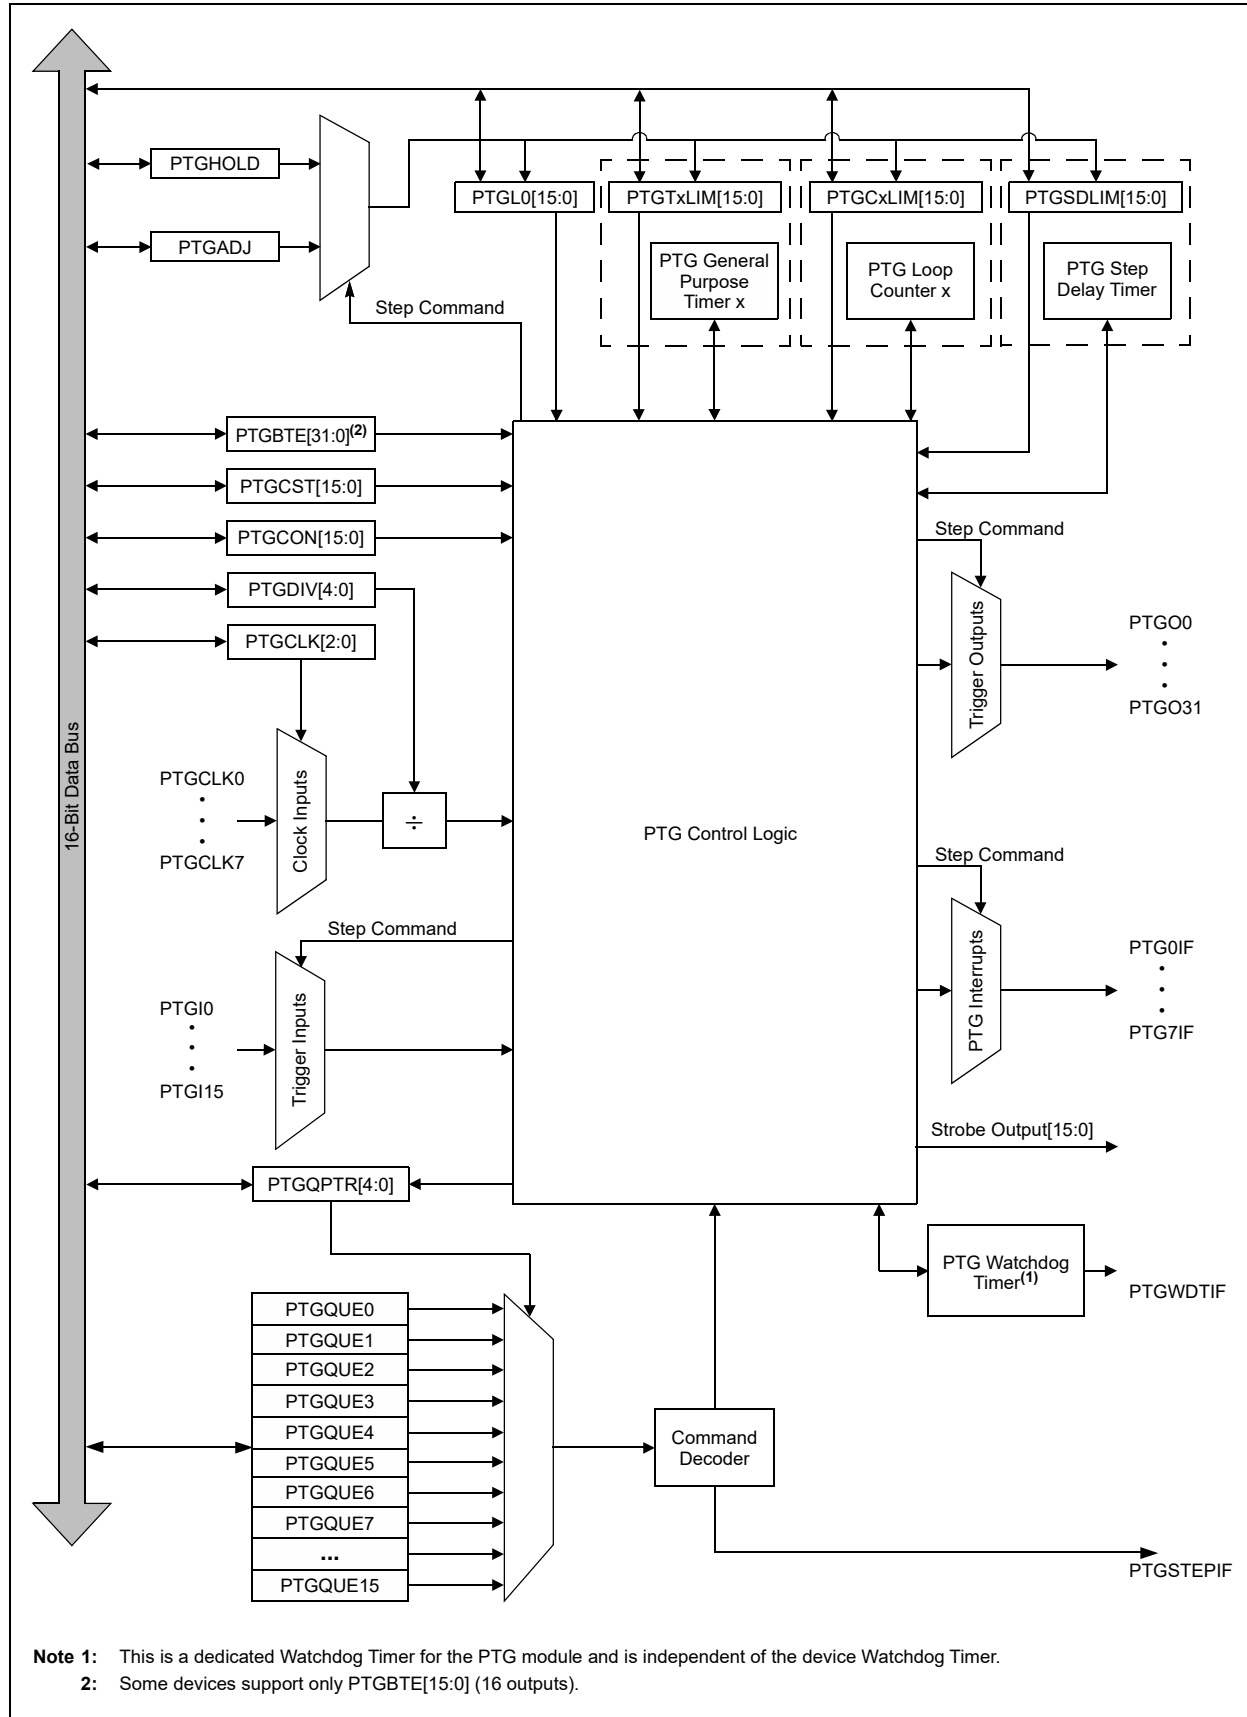 PTGHOLD
PTGL0[15:0]
PTGTxLIM[15:0]
PTGCxLIM[15:0]
PTGSDLIM[15:0]
PTGADJ
PTG General
Purpose
Timer x
PTG Loop
Counter x
PTG Step
Delay Timer
Step Command
PTGBTE[31:0](2)
PTGCST[15:0]
PTGCON[15:0]
Step Command
PTGDIV[4:0]
PTGCLK[2:0]
Trigger Outputs
PTGO0
•
•
•
PTGO31
16-Bit Data Bus
PTGCLK0
•
•
•
PTGCLK7
Clock Inputs
÷
PTG Control Logic
Step Command
Step Command
PTG Interrupts
PTG0IF
•
•
•
PTG7IF
PTGI0
•
•
•
PTGI15
Trigger Inputs
Strobe Output[15:0]
PTGQPTR[4:0]
PTG Watchdog
Timer(1)
PTGWDTIF
PTGQUE0
PTGQUE1
PTGQUE2
PTGQUE3
PTGQUE4
PTGQUE5
PTGQUE6
PTGQUE7
...
PTGQUE15
Command
Decoder
PTGSTEPIF
Note 1: This is a dedicated Watchdog Timer for the PTG module and is independent of the device Watchdog Timer.
2: Some devices support only PTGBTE[15:0] (16 outputs).